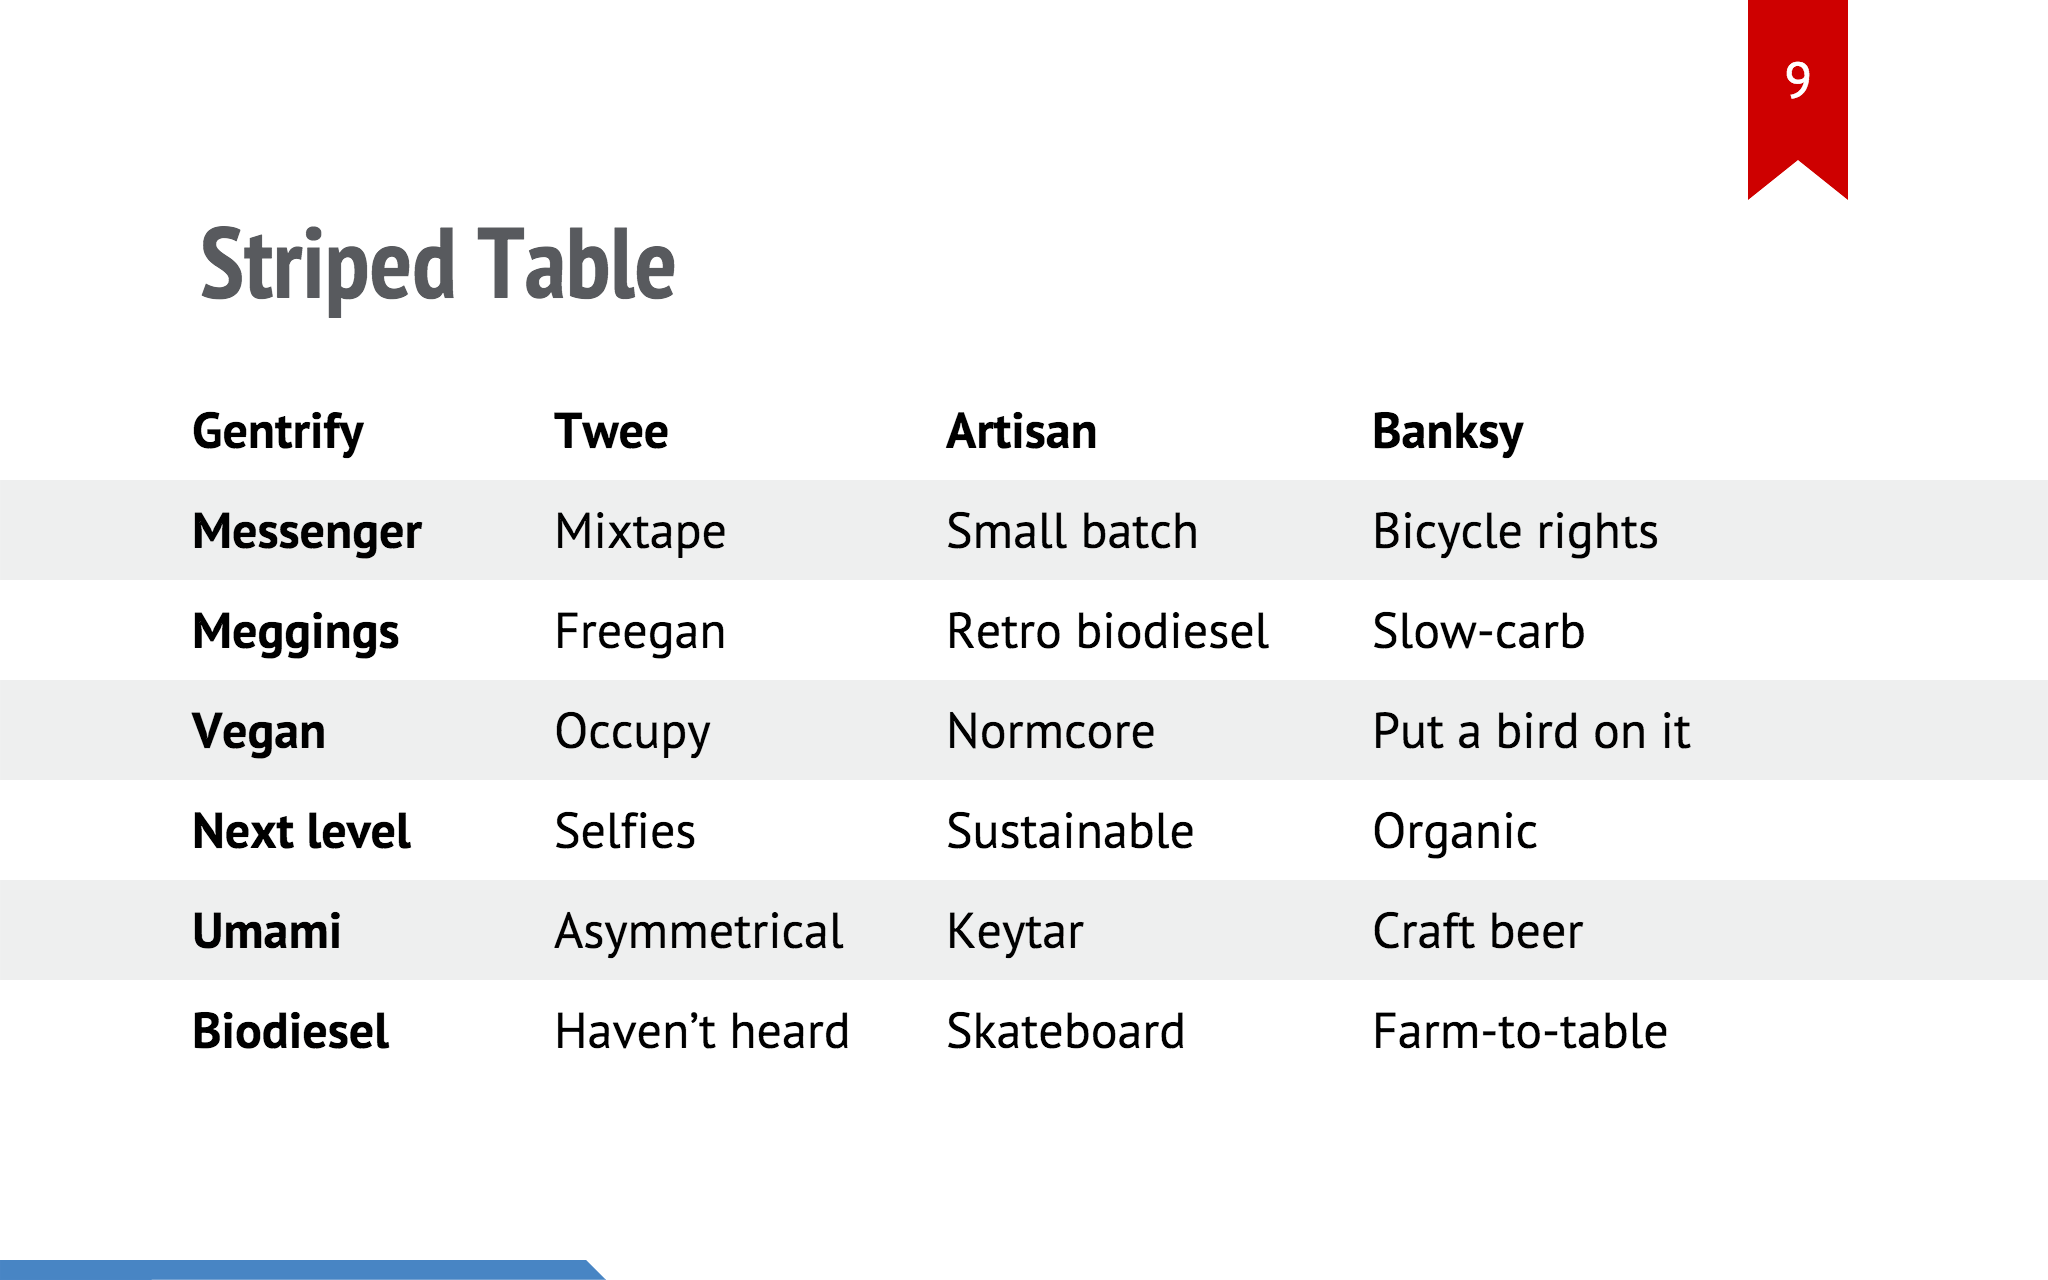 9
Striped Table
Gentrify Twee Artisan Banksy
Messenger Mixtape Small batch Bicycle rights
Meggings Freegan Retro biodiesel Slow-carb
Vegan Occupy Normcore Put a bird on it
Next level Selfies Sustainable Organic
Umami Asymmetrical Keytar Craft beer
Biodiesel Haven’t heard Skateboard Farm-to-table